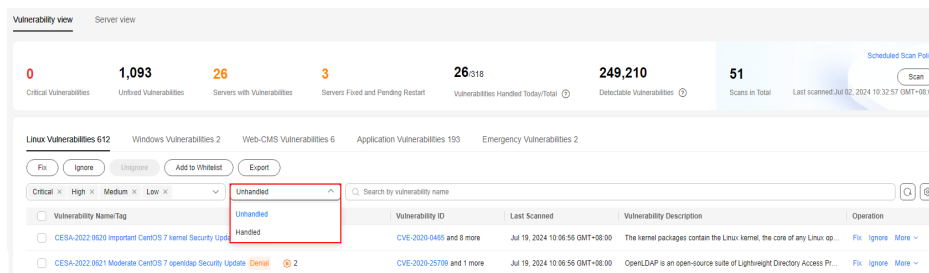 Vulnerability view Server view
Scheduled Scan Poli
0 1,093 26 3 26/318 249,210 51 Scan
Critical Vulnerabilities Unfixed Vulnerabilities Servers with Vulnerabilities Servers Fixed and Pending Restart Vulnerabilities Handled Today/Total ? Detectable Vulnerabilities ? Scans in Total Last scanned:Jul 02, 2024 10:32:57 GMT+08:
Linux Vulnerabilities 612 Windows Vulnerabilities 2 Web-CMS Vulnerabilities 6 Application Vulnerabilities 193 Emergency Vulnerabilities 2
Fix Ignore Unignore Add to Whitelist Export
Critical × High × Medium × Low × Unhandled Search by vulnerability name
Vulnerability Name/Tag Unhandled Vulnerability ID Last Scanned Vulnerability Description Operation
Handled
CESA-2022:0620 Important CentOS 7 kernel Security Upda CVE-2020-0465 and 8 more Jul 19, 2024 10:06:56 GMT+08:00 The kernel packages contain the Linux kernel, the core of any Linux op... Fix Ignore More
CESA-2022:0621 Moderate CentOS 7 openldap Security Update Denial 2 CVE-2020-25709 and 1 more Jul 19, 2024 10:06:56 GMT+08:00 OpenLDAP is an open-source suite of Lightweight Directory Access Pr... Fix Ignore More